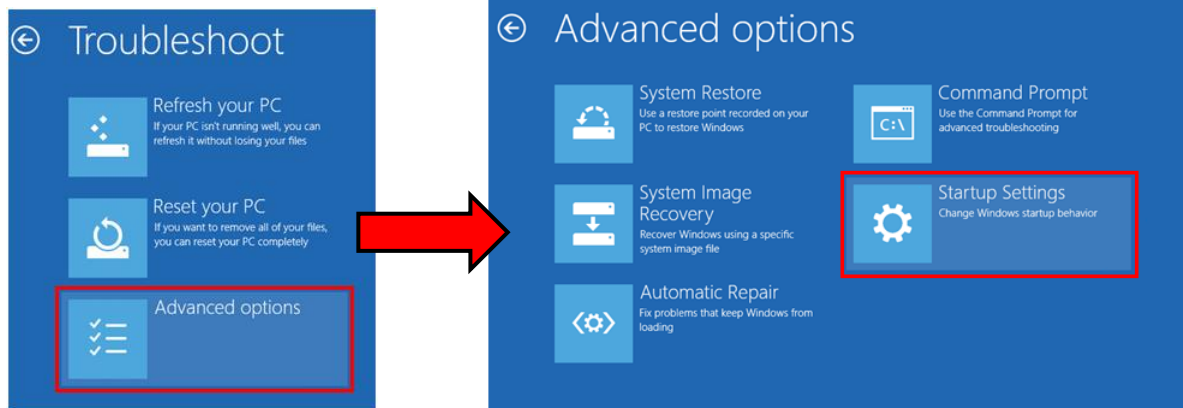 Troubleshoot
Refresh your PC
If your PC isn't running well, you can
refresh it without losing your files
Reset your PC
If you want to remove all of your files,
you can reset your PC completely
Advanced options
Advanced options
System Restore
Use a restore point recorded on your
PC to restore Windows
System Image
Recovery
Recover Windows using a specific
system image file
Automatic Repair
Fix problems that keep Windows from
loading
C:\
Command Prompt
Use the Command Prompt for
advanced troubleshooting
Startup Settings
Change Windows startup behavior